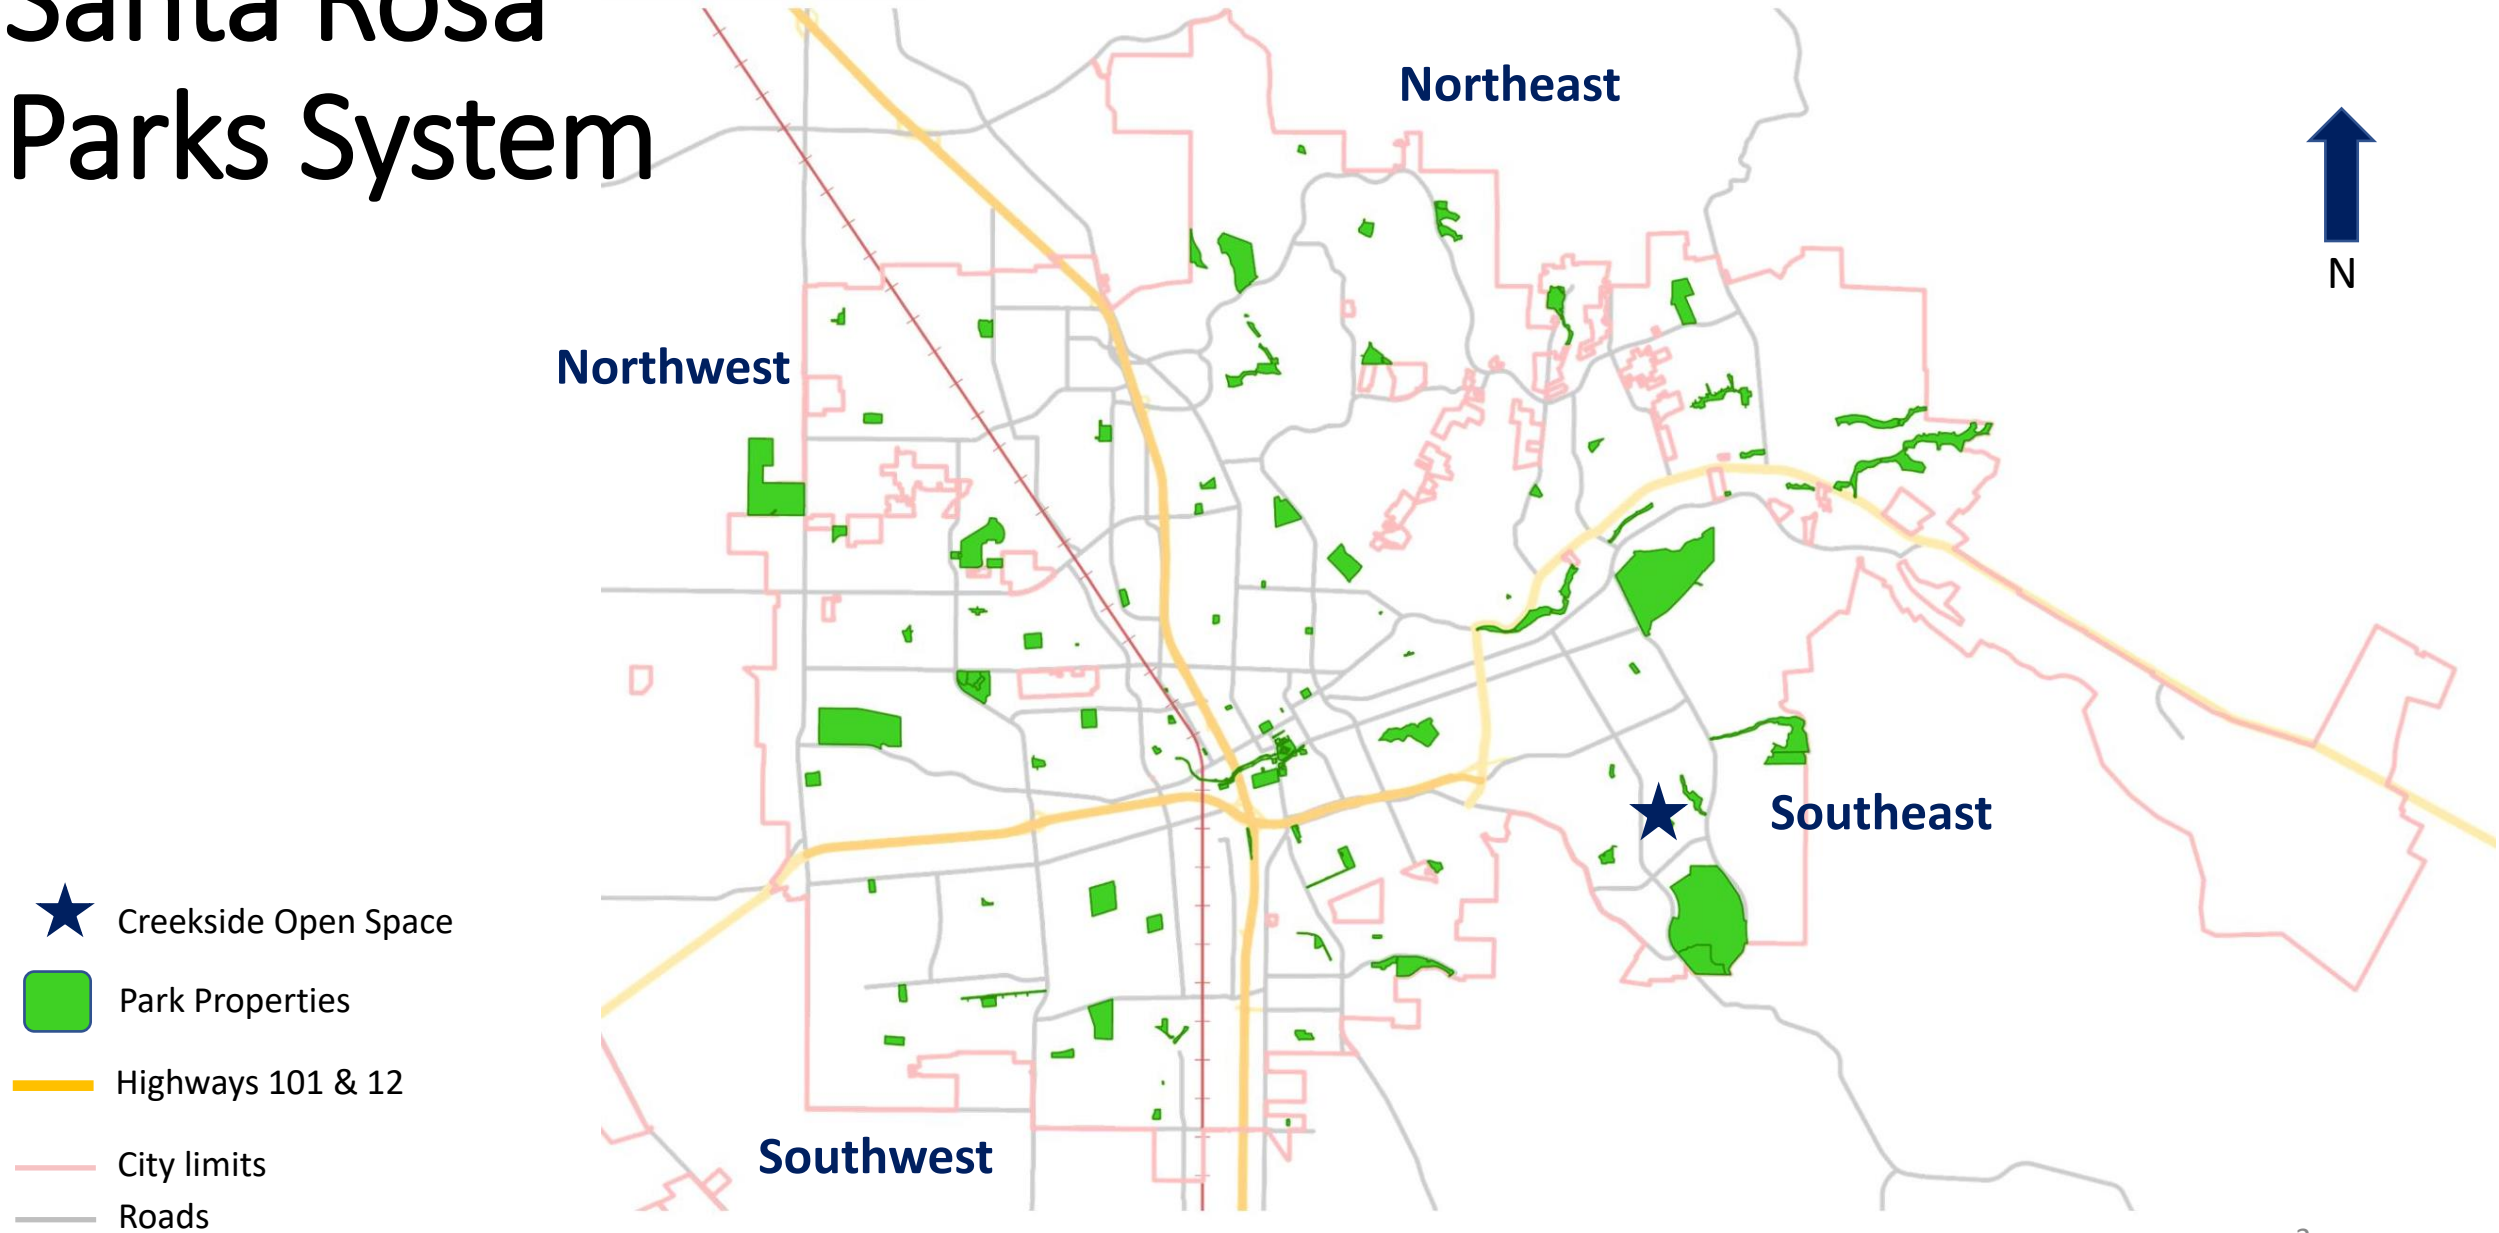 Santa Rosa
Parks System
Northeast
N
Northwest
Southeast
Creekside Open Space
Park Properties
Highways 101 & 12
City limits
Southwest
Roads